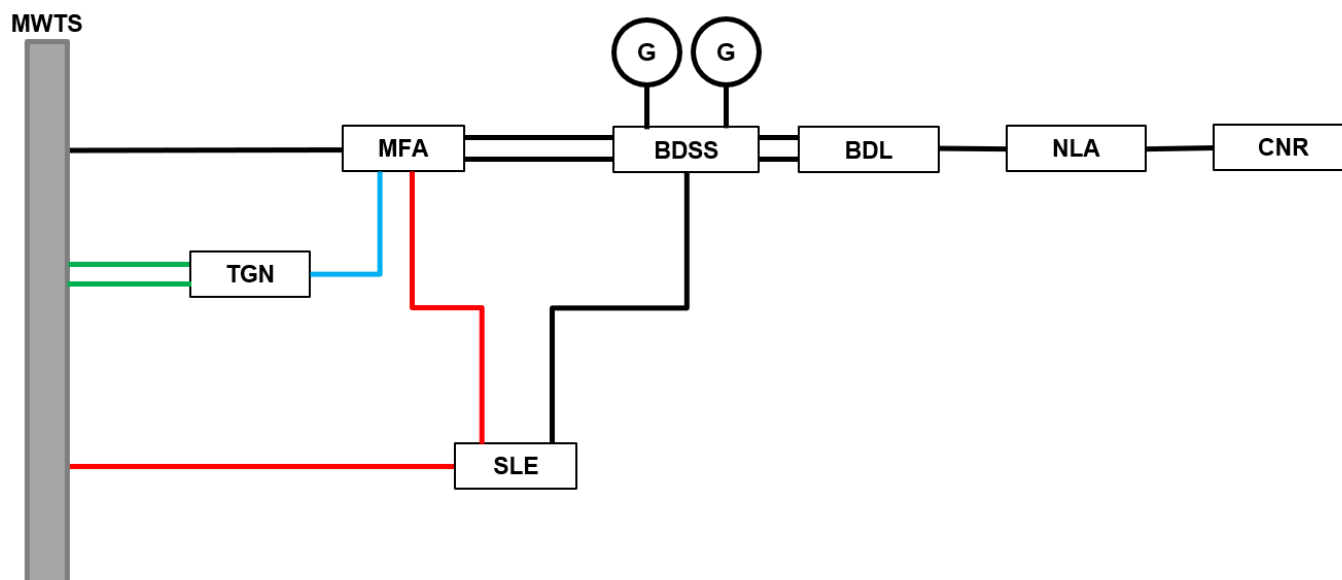 MWTS
G
G
MFA
BDSS
BDL
NLA
CNR
TGN
SLE